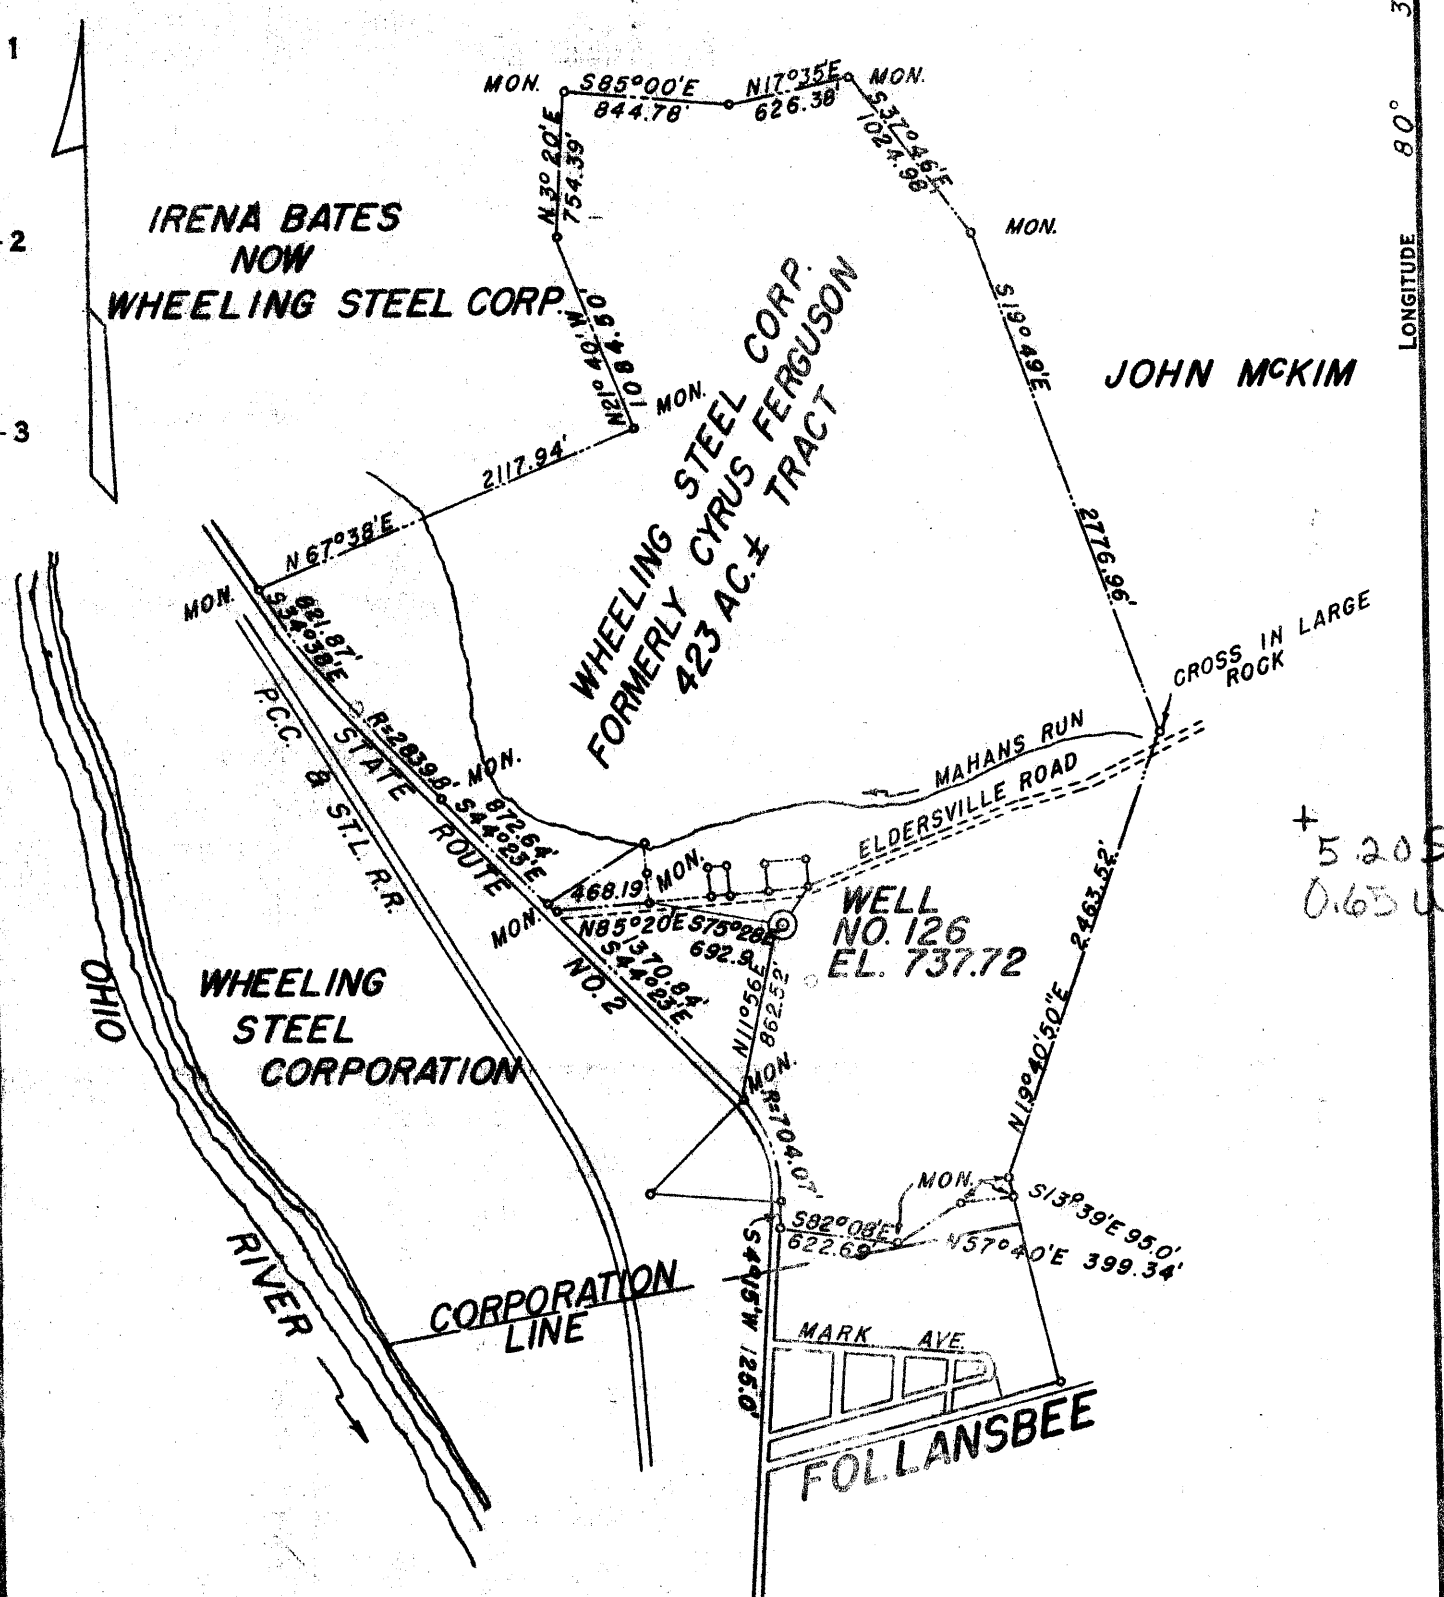 1
2
3
3
80°
LONGITUDE
MON.
S85°00'E
844.78'
N17°35'E
626.38'
MON.
S37°46'E
1024.98'
N 3° 20' E
754.39'
MON.
IRENA BATES
NOW
WHEELING STEEL CORP.
N21° 40' W
1084.50'
MON.
S19°49'E
2776.96'
JOHN McKIM
WHEELING STEEL CORP.
FORMERLY CYRUS FERGUSON
423 AC.± TRACT
2117.94'
N 67°38'E
MON.
621.87'
S34°38'E
R=2839.8'
MON.
STATE
ROUTE
NO. 2
P.C.C.
& ST.L. R.R.
872.64'
S44°23'E
CROSS IN LARGE
ROCK
MAHANS RUN
ELDERSVILLE ROAD
468.19'
MON.
MON.
N85°20'E
S75°28'E
692.9
1370.84'
S44°23'E
WELL
NO. 126
EL. 737.72
2463.52'
N19°40'50"E
5.20S
0.65 W
N11°56'E
862.52'
MON.
R=704.07'
WHEELING
STEEL
CORPORATION
OHIO
RIVER
MON.
S13°39'E 95.0'
S82°08'E
622.69'
N57°40'E 399.34'
S4°15'W 125.0'
CORPORATION
LINE
MARK AVE.
FOLLANSBEE